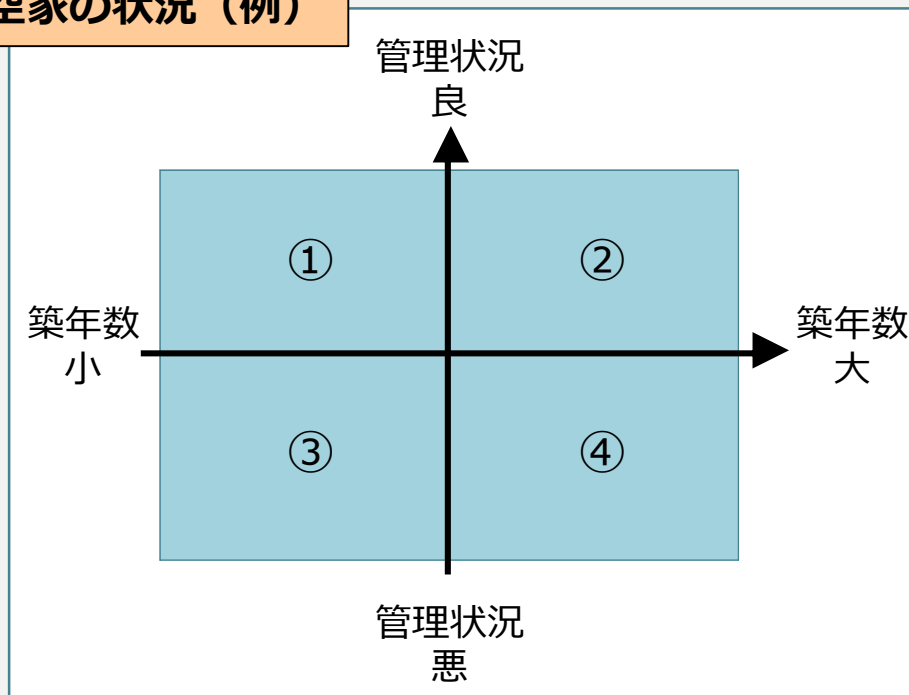 空家の状況（例）
管理状況
良
①
②
築年数
小
築年数
大
③
④
管理状況
悪